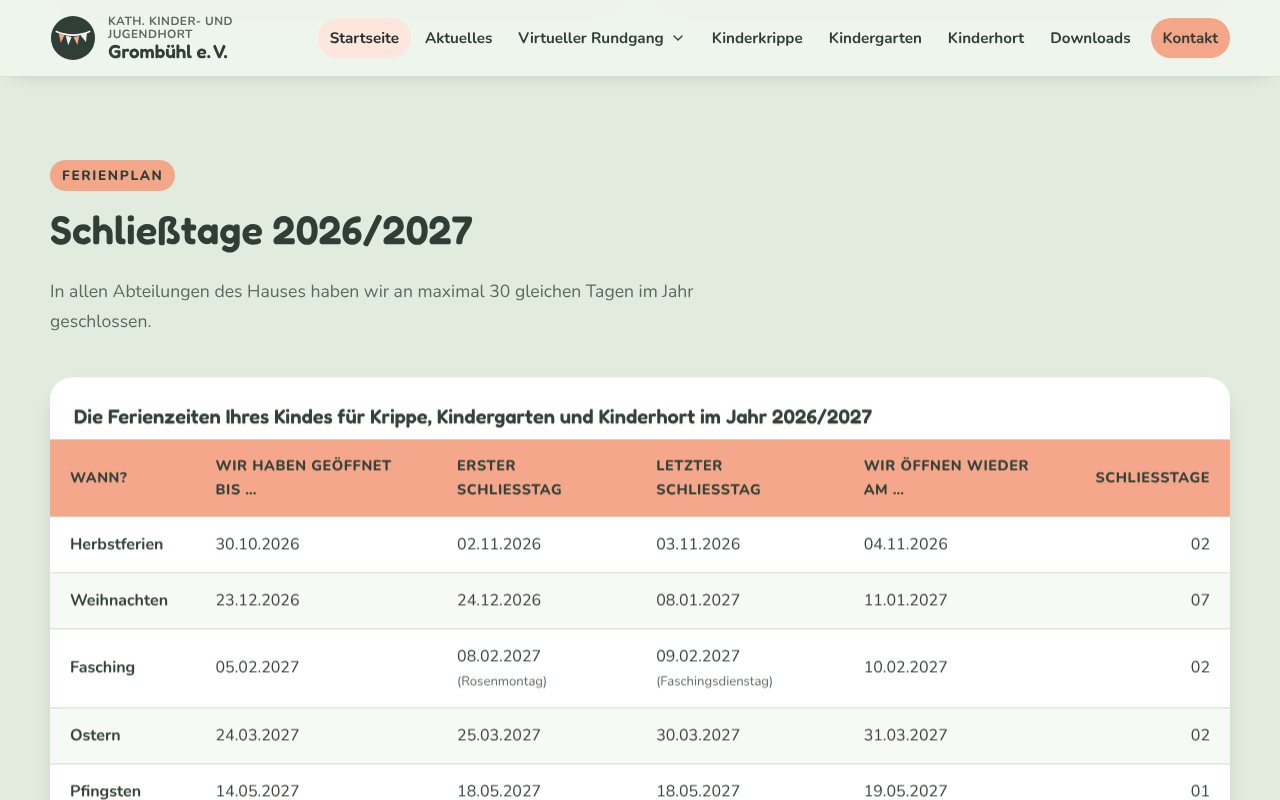 KATH. KINDER- UND
JUGENDHORT
Grombühl e.V.
Startseite
Aktuelles
Virtueller Rundgang
Kinderkrippe
Kindergarten
Kinderhort
Downloads
Kontakt
FERIENPLAN
Schließtage 2026/2027
In allen Abteilungen des Hauses haben wir an maximal 30 gleichen Tagen im Jahr
geschlossen.
Die Ferienzeiten Ihres Kindes für Krippe, Kindergarten und Kinderhort im Jahr 2026/2027
WANN?
WIR HABEN GEÖFFNET
BIS ...
ERSTER
SCHLIESSTAG
LETZTER
SCHLIESSTAG
WIR ÖFFNEN WIEDER
AM ...
SCHLIESSTAGE
Herbstferien 30.10.2026 02.11.2026 03.11.2026 04.11.2026 02
Weihnachten 23.12.2026 24.12.2026 08.01.2027 11.01.2027 07
Fasching 05.02.2027 08.02.2027 09.02.2027 10.02.2027 02
(Rosenmontag) (Faschingsdienstag)
Ostern 24.03.2027 25.03.2027 30.03.2027 31.03.2027 02
Pfingsten 14.05.2027 18.05.2027 18.05.2027 19.05.2027 01